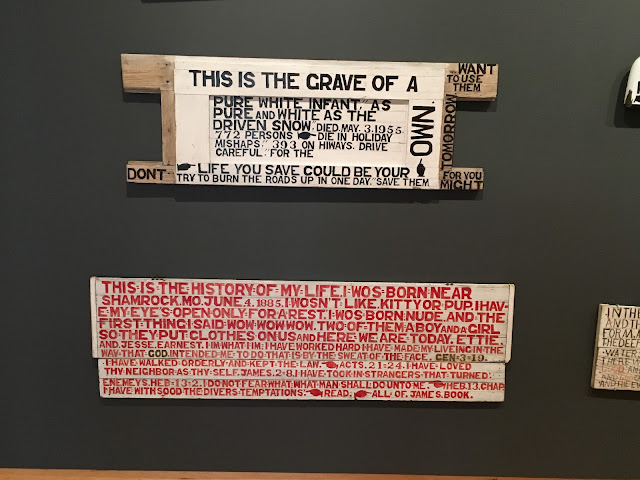 THIS IS THE GRAVE OF A
PURE WHITE INFANT." AS
PURE AND WHITE AS THE
DRIVEN SNOW." DIED. MAY. 3. 1955
772 PERSONS DIE IN HOLIDAY
MISHAPS." 393 ON HIWAYS. DRIVE
CAREFUL." FOR THE
LIFE YOU SAVE COULD BE YOUR
OWN."
TRY TO BURN THE ROADS UP IN ONE DAY." SAVE THEM
DON'T
WANT
TO USE
THEM
TOMORROW
FOR YOU
MIGHT
THIS·IS·THE·HISTORY·OF·MY·LIFE. I·WOS·BORN·NEAR
SHAMROCK. MO. JUNE. 4. 1885. I·WOSN'T·LIKE. KITTY·OR·PUP. I·HAV-
E·MY·EYE'S·OPEN·ONLY·FOR·A·REST. I·WOS·BORN·NUDE. AND·THE
FIRST·THING·I·SAID·WOW·WOW·WOW. TWO·OF·THEM·A·BOY·AND·A·GIRL
SO·THEY·PUT·CLOTHES·ON·US·AND·HERE·WE·ARE·TODAY. ETTIE.
AND·JESSE. EARNEST. I·M·WHAT·I·M: I·HAVE·WORKED·HARD·I·HAVE·MADE·MY·LIVING·IN·THE
WAY·THAT·GOD·INTENDED·ME·TO·DO·THAT·IS·BY·THE·SWEAT·OF·THE·FACE. GEN·3·19.
I·HAVE·WALKED·ORDERLY·AND·KEPT·THE·LAW. ACTS. 21·24. I·HAVE·LOVED
THY·NEIGHBOR·AS·THY·SELF. JAMES. 2·8. I·HAVE·TOOK·IN·STRANGERS·THAT·TURNED·
ENEMEYS. HEB·13·2. I·DO·NOT·FEAR·WHAT·MAN·SHALL·DO·UNTO·ME. HEB. 13. CHAP.
I·HAVE·WITH·SOOD·THE·DIVERS·TEMPTATIONS: READ. ALL·OF·JAMES. BOOK.